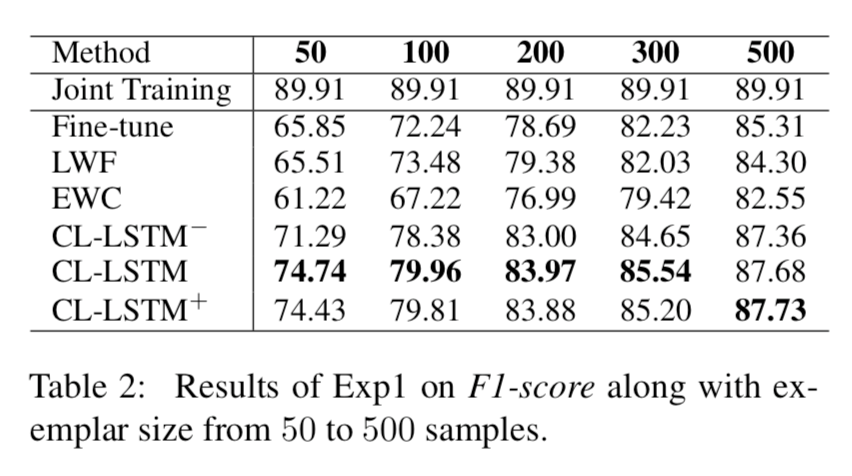 Method 50 100 200 300 500
Joint Training 89.91 89.91 89.91 89.91 89.91
Fine-tune 65.85 72.24 78.69 82.23 85.31
LWF 65.51 73.48 79.38 82.03 84.30
EWC 61.22 67.22 76.99 79.42 82.55
CL-LSTM⁻ 71.29 78.38 83.00 84.65 87.36
CL-LSTM 74.74 79.96 83.97 85.54 87.68
CL-LSTM⁺ 74.43 79.81 83.88 85.20 87.73
Table 2: Results of Exp1 on F1-score along with ex-
emplar size from 50 to 500 samples.